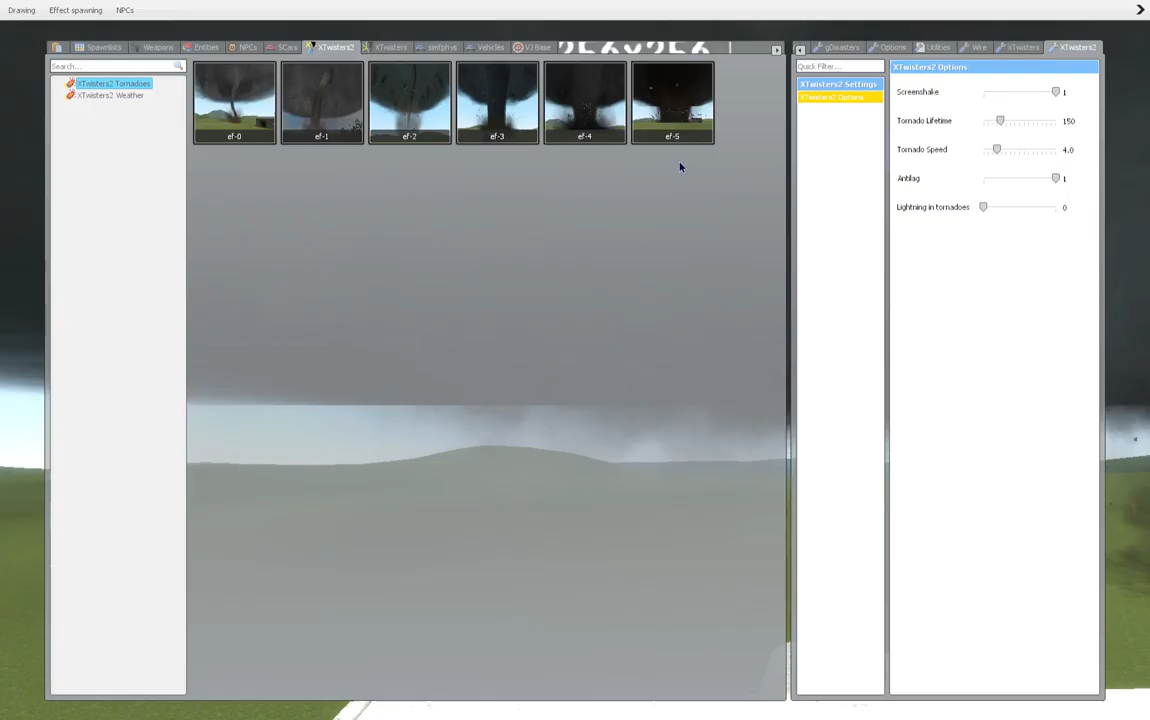 Drawing Effect spawning NPCs
Spawnlists Weapons Entities NPCs SCars XTwisters2 XTwisters simfphys Vehicles VJ Base 256x256
gDisasters Options Utilities Wire XTwisters XTwisters2
Search...
XTwisters2 Tornadoes
XTwisters2 Weather
ef-0 ef-1 ef-2 ef-3 ef-4 ef-5
Quick Filter...
XTwisters2 Settings
XTwisters2 Options
XTwisters2 Options
Screenshake 1
Tornado Lifetime 150
Tornado Speed 4.0
Antilag 1
Lightning in tornadoes 0